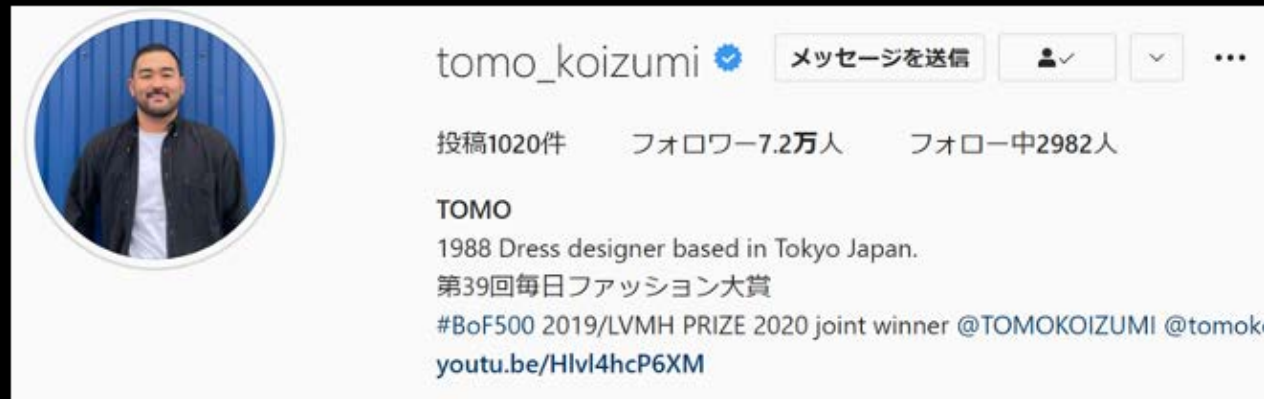 tomo_koizumi メッセージを送信
投稿1020件 フォロワー7.2万人 フォロー中2982人
TOMO
1988 Dress designer based in Tokyo Japan.
第39回毎日ファッション大賞
#BoF500 2019/LVMH PRIZE 2020 joint winner @TOMOKOIZUMI
youtu.be/Hlvl4hcP6XM